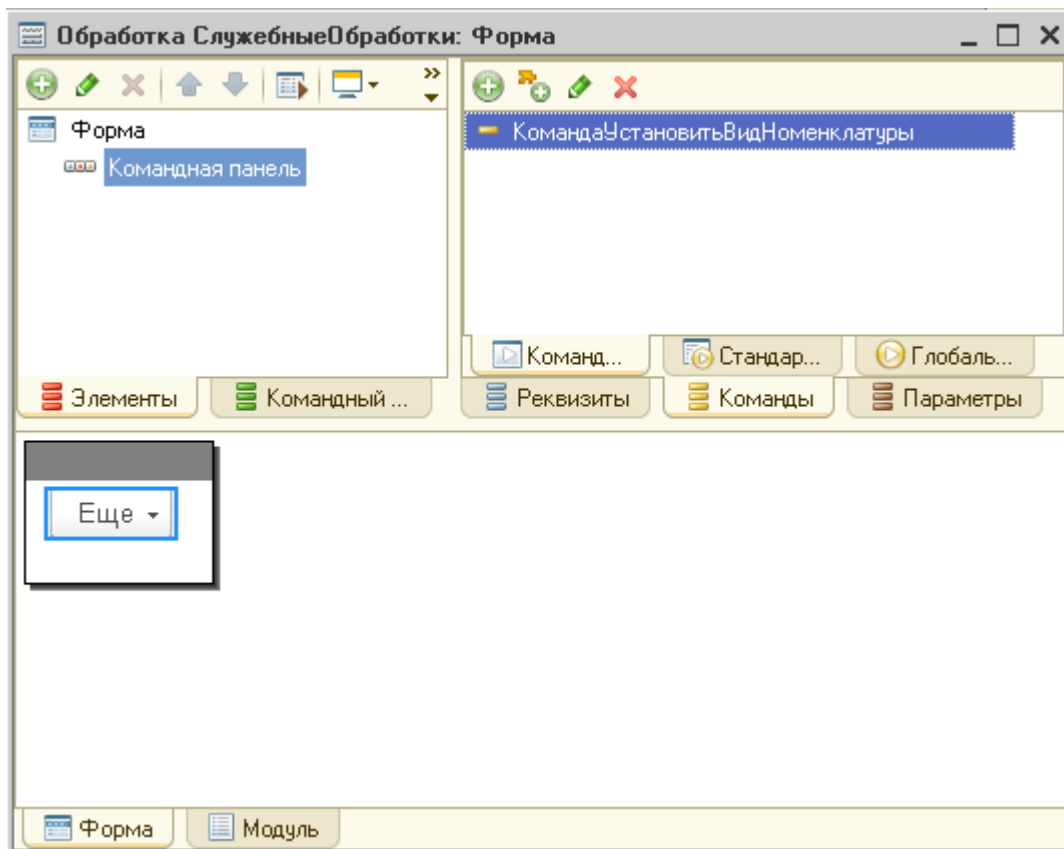 Обработка СлужебныеОбработки: Форма
Форма
Командная панель
КомандаУстановитьВидНоменклатуры
Команд...
Стандар...
Глобаль...
Элементы
Командный ...
Реквизиты
Команды
Параметры
Еще
Форма
Модуль